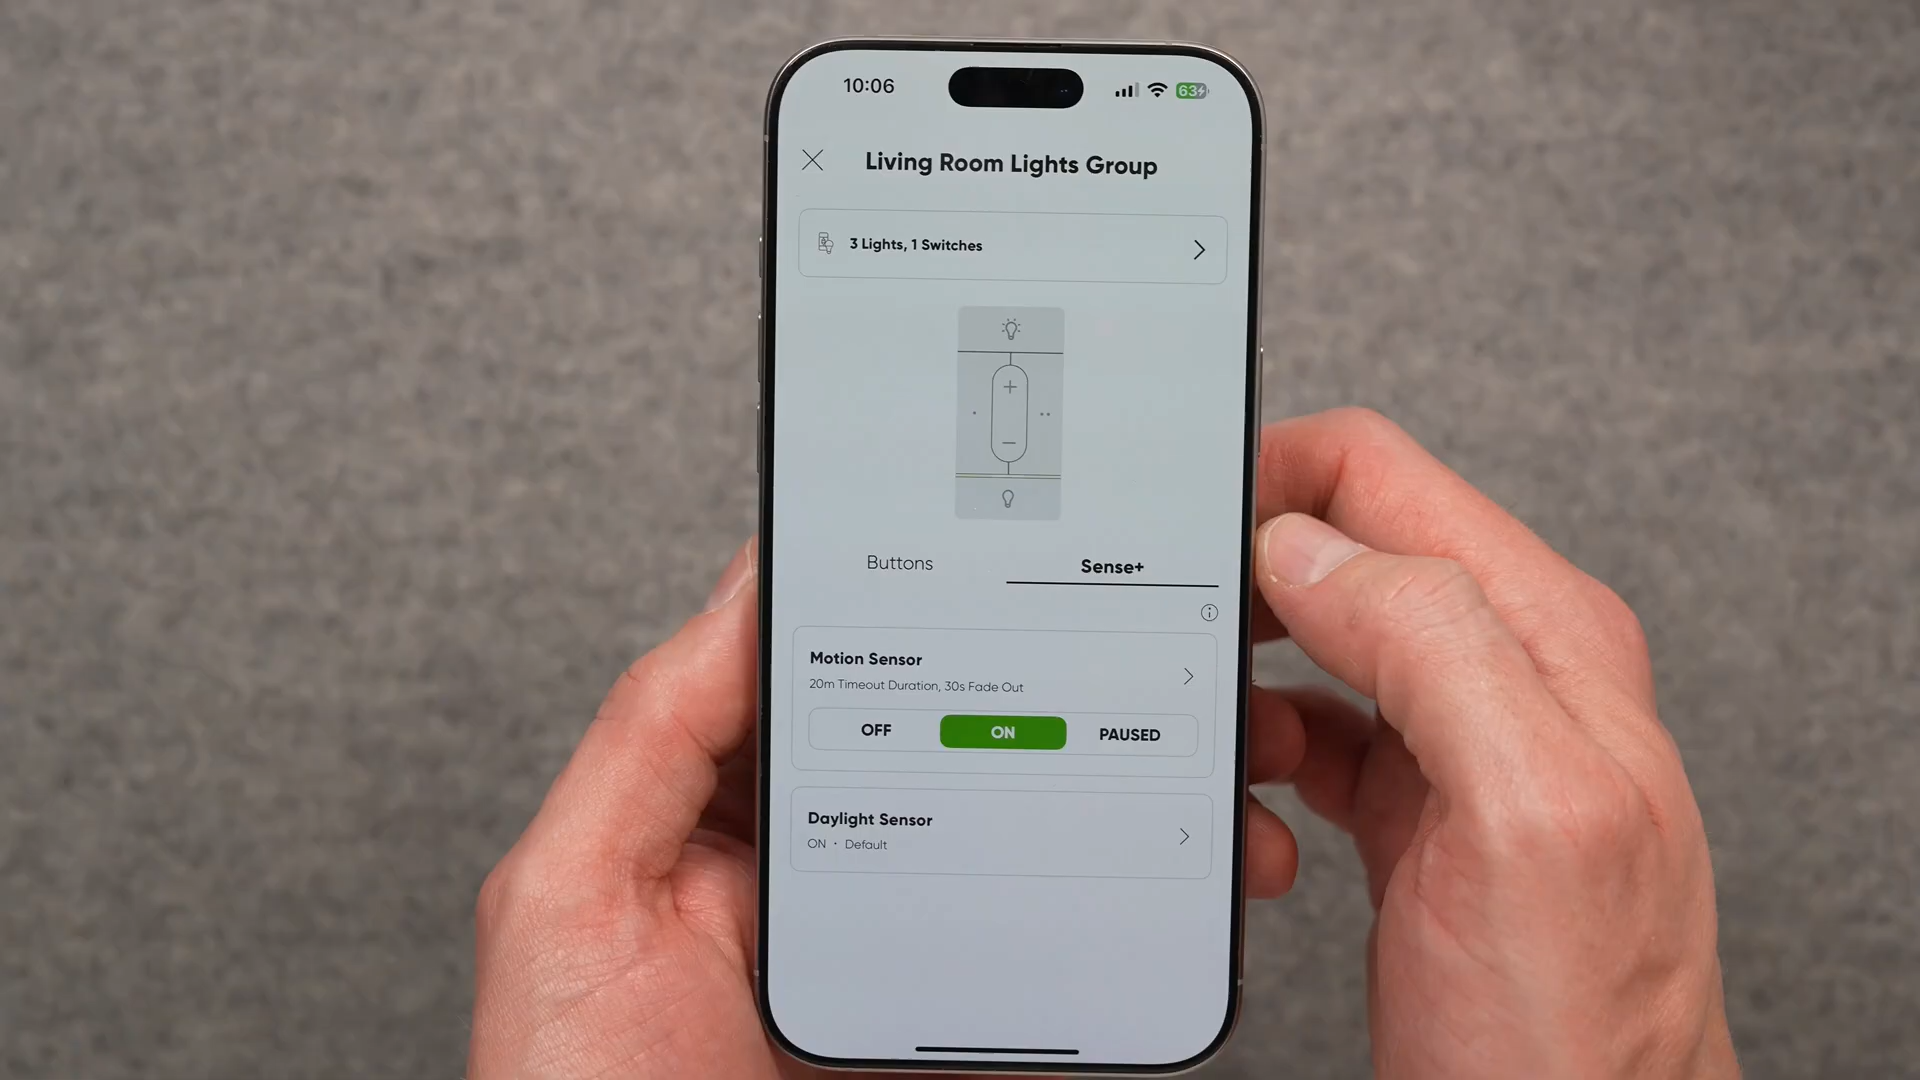 10:06
63
Living Room Lights Group
3 Lights, 1 Switches
Buttons
Sense+
Motion Sensor
20m Timeout Duration, 30s Fade Out
OFF
ON
PAUSED
Daylight Sensor
ON • Default